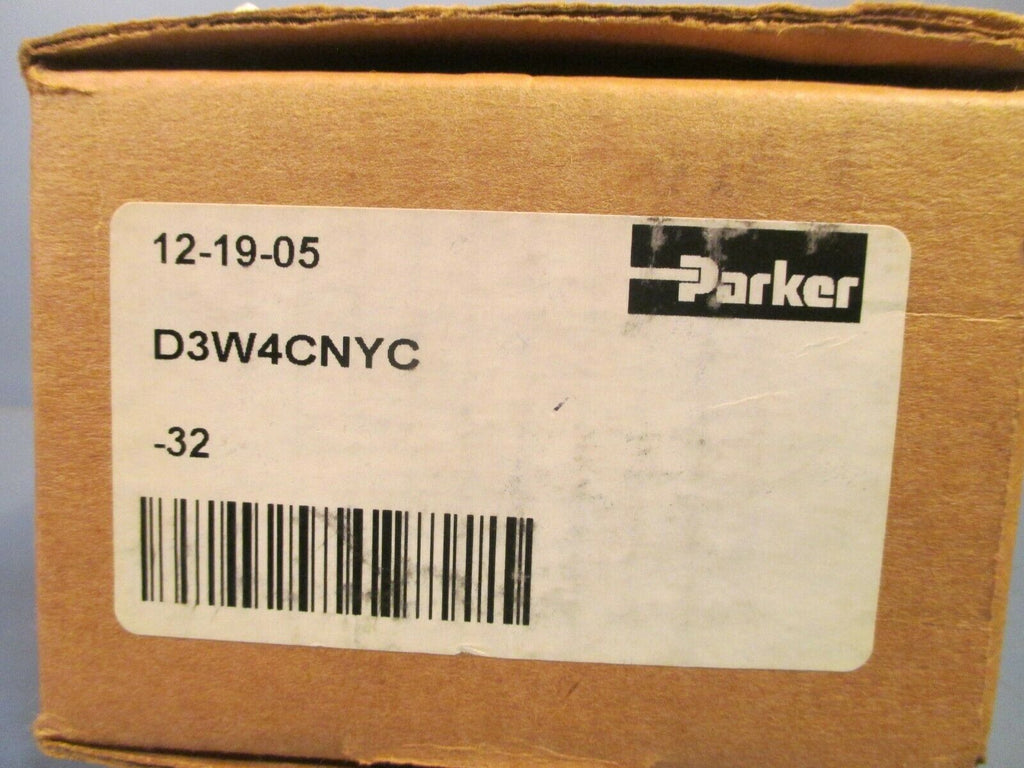 12-19-05
Parker
D3W4CNYC
-32